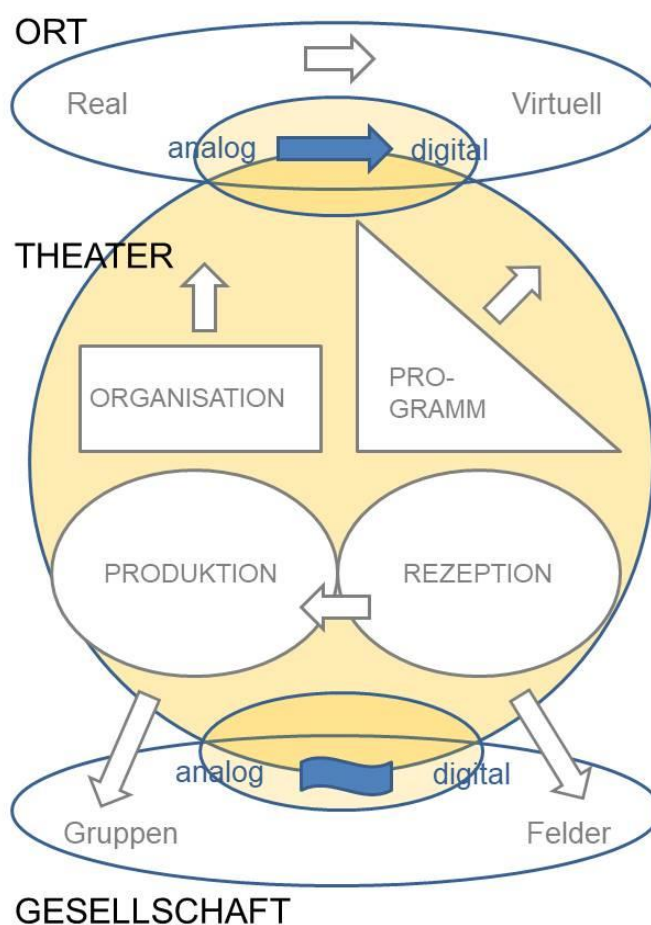 ORT
Real
Virtuell
analog
digital
THEATER
ORGANISATION
PRO-
GRAMM
PRODUKTION
REZEPTION
analog
digital
Gruppen
Felder
GESELLSCHAFT